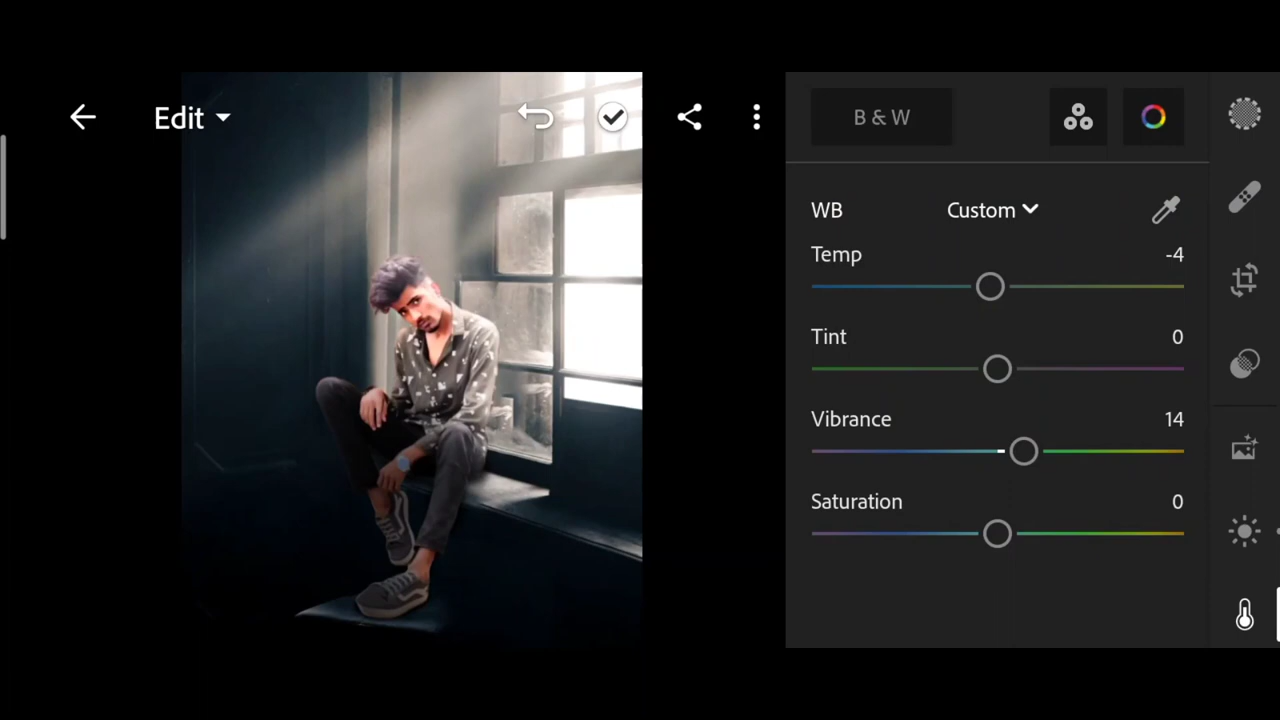 Edit
B & W
WB Custom
Temp -4
Tint 0
Vibrance 14
Saturation 0